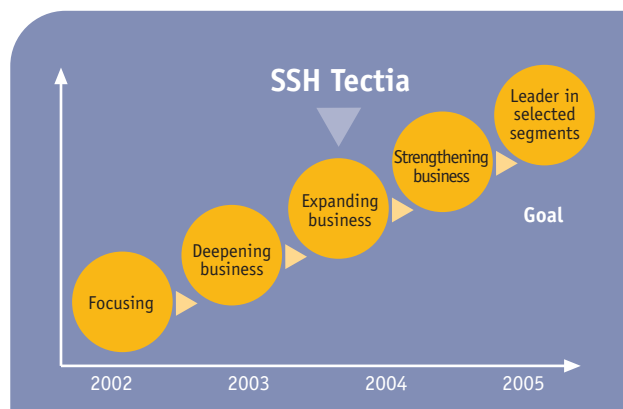 SSH Tectia
Leader in
selected
segments
Strengthening
business
Expanding
business
Goal
Deepening
business
Focusing
2002
2003
2004
2005